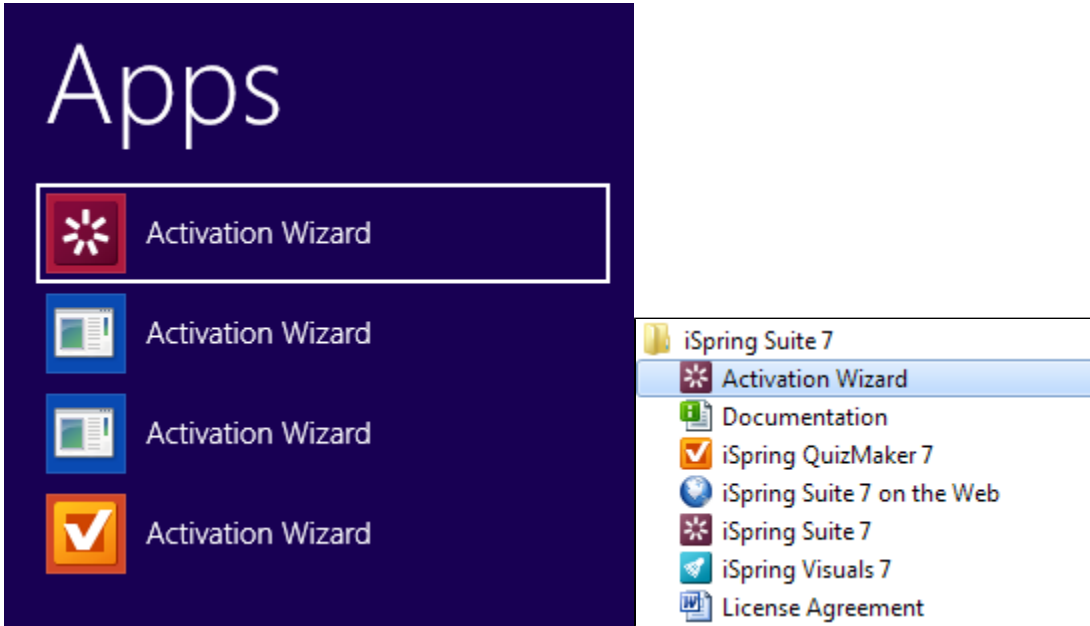 Apps
Activation Wizard
Activation Wizard
Activation Wizard
Activation Wizard
iSpring Suite 7
Activation Wizard
Documentation
iSpring QuizMaker 7
iSpring Suite 7 on the Web
iSpring Suite 7
iSpring Visuals 7
License Agreement